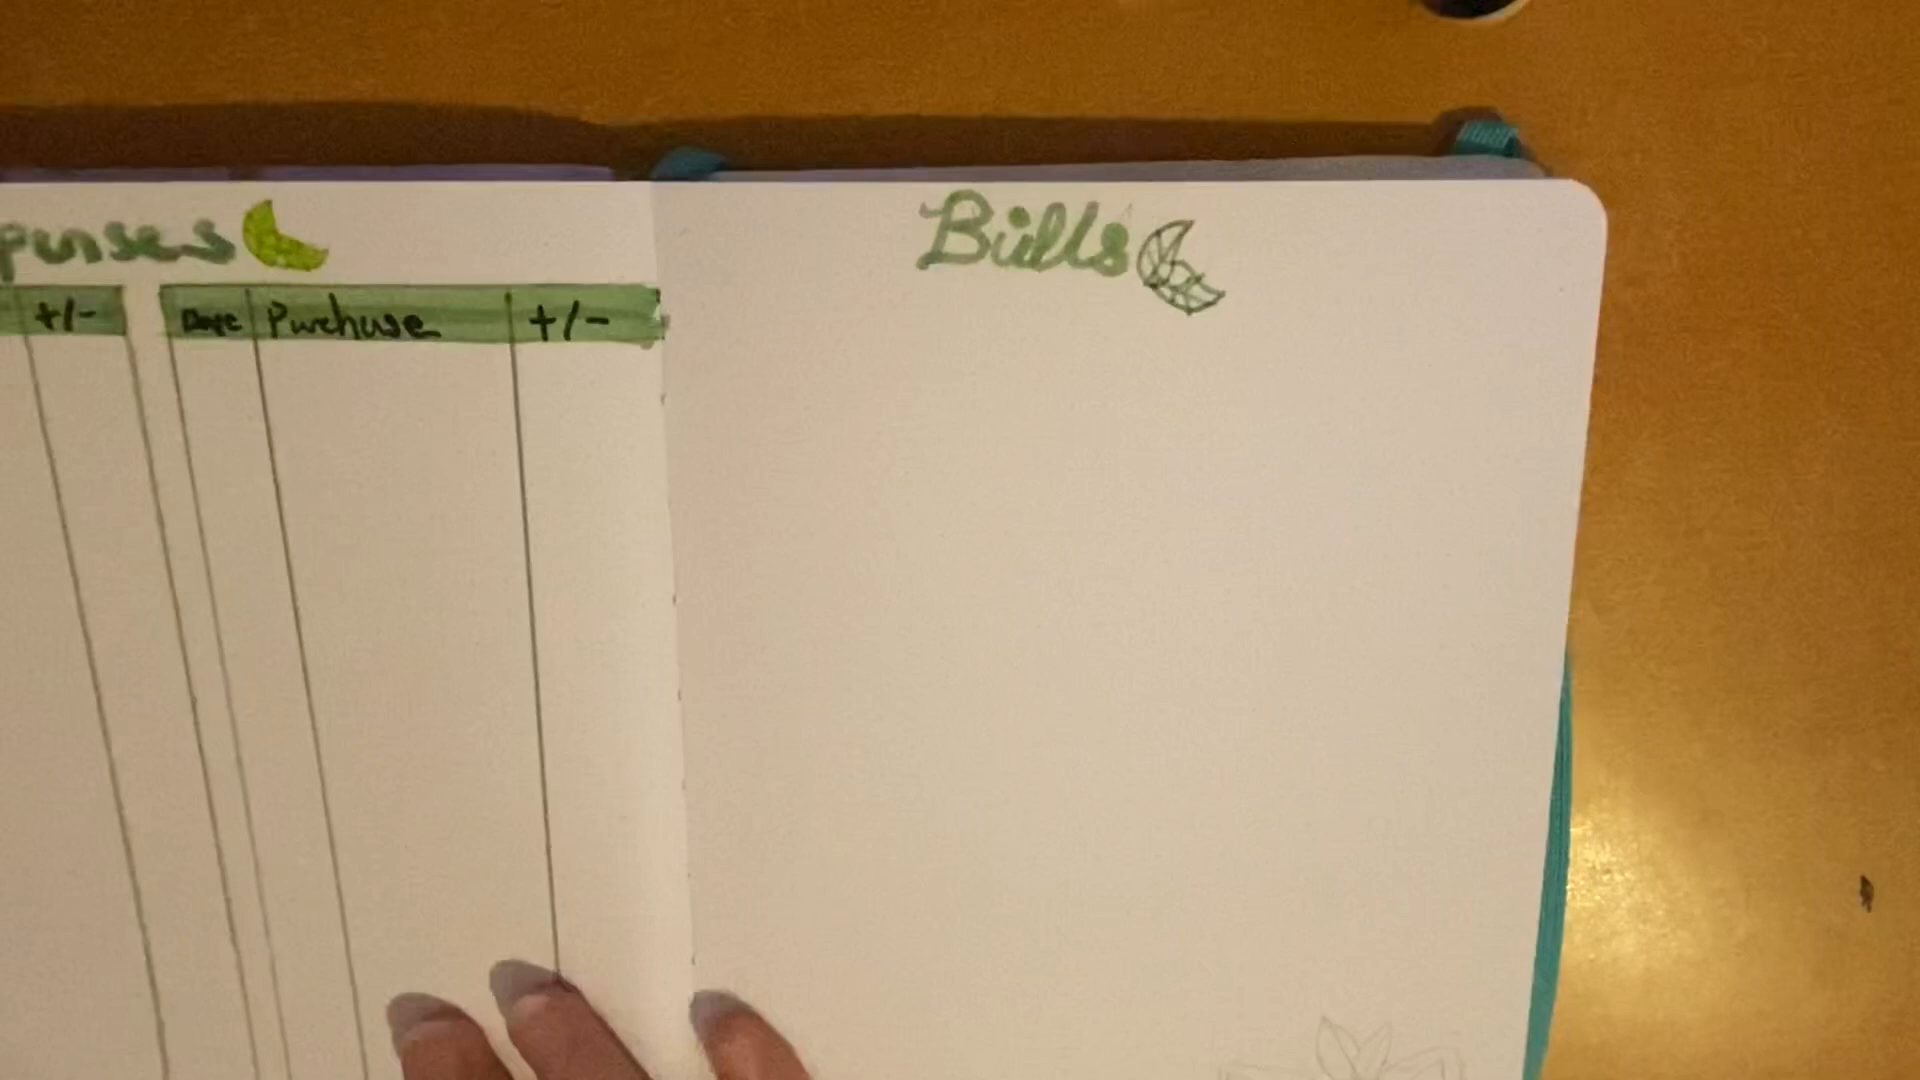 penses
Bills
+/-
Date Purchase +/-